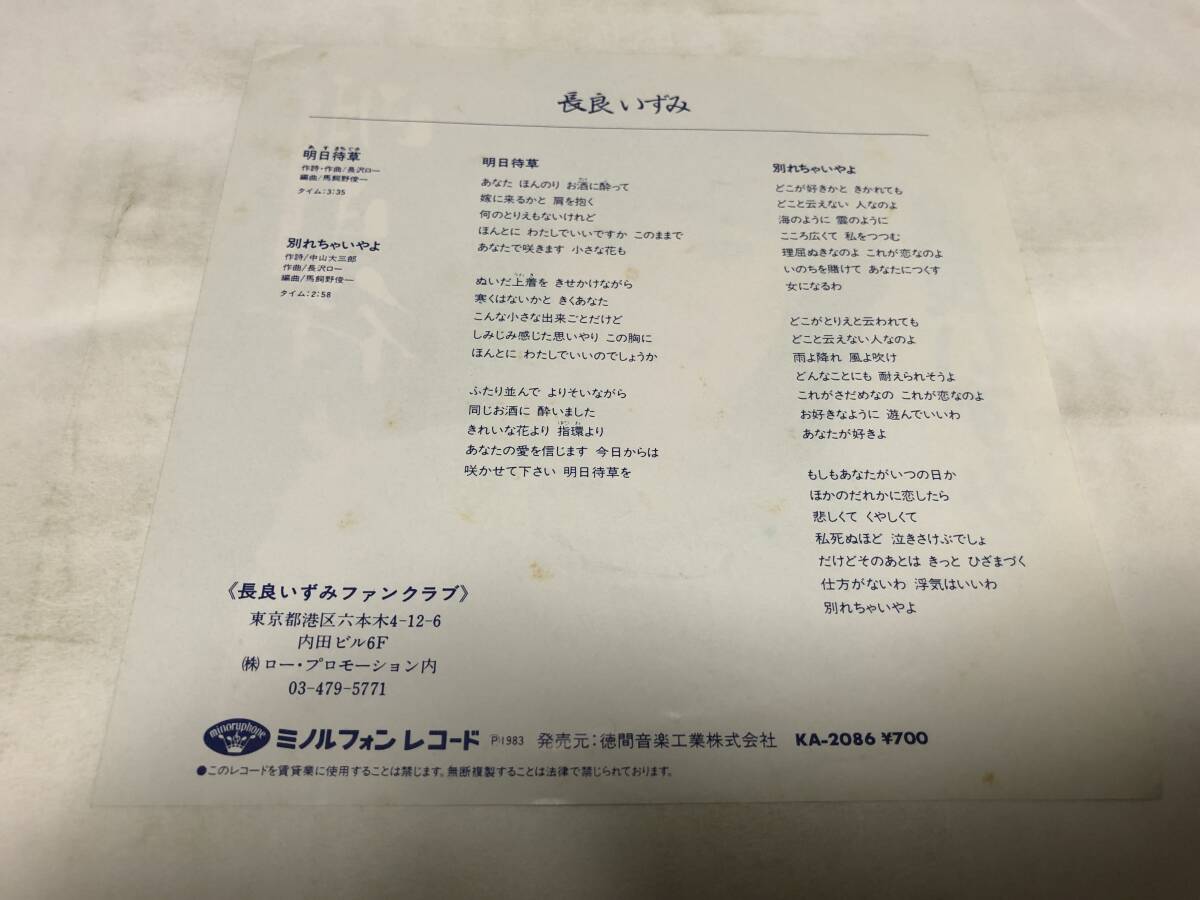 長良いずみ
あすまちぐさ
明日待草
作詩・作曲/長沢ロー
編曲/馬飼野俊一
タイム:3:35
別れちゃいやよ
作詩/中山大三郎
作曲/長沢ロー
編曲/馬飼野俊一
タイム:2:58
明日待草
あなた ほんのり お酒に酔って
嫁に来るかと 肩を抱く
何のとりえもないけれど
ほんとに わたしでいいですか このままで
あなたで咲きます 小さな花も
ぬいだ上着を きせかけながら
寒くはないかと きくあなた
こんな小さな出来ごとだけど
しみじみ感じた思いやり この胸に
ほんとに わたしでいいのでしょうか
ふたり並んで よりそいながら
同じお酒に 酔いました
きれいな花より 指環より
あなたの愛を信じます 今日からは
咲かせて下さい 明日待草を
別れちゃいやよ
どこが好きかと きかれても
どこと云えない 人なのよ
海のように 雲のように
こころ広くて 私をつつむ
理屈ぬきなのよ これが恋なのよ
いのちを賭けて あなたにつくす
女になるわ
どこがとりえと云われても
どこと云えない人なのよ
雨よ降れ 風よ吹け
どんなことにも 耐えられそうよ
これがさだめなの これが恋なのよ
お好きなように 遊んでいいわ
あなたが好きよ
もしもあなたがいつの日か
ほかのだれかに恋したら
悲しくて くやしくて
私死ぬほど 泣きさけぶでしょ
だけどそのあとは きっと ひざまづく
仕方がないわ 浮気はいいわ
別れちゃいやよ
《長良いずみファンクラブ》
東京都港区六本木4-12-6
内田ビル6F
㈱ロー・プロモーション内
03-479-5771
minoruphone ミノルフォン レコード Ⓟ1983 発売元:徳間音楽工業株式会社 KA-2086 ¥700
●このレコードを賃貸業に使用することは禁じます。無断複製することは法律で禁じられております。